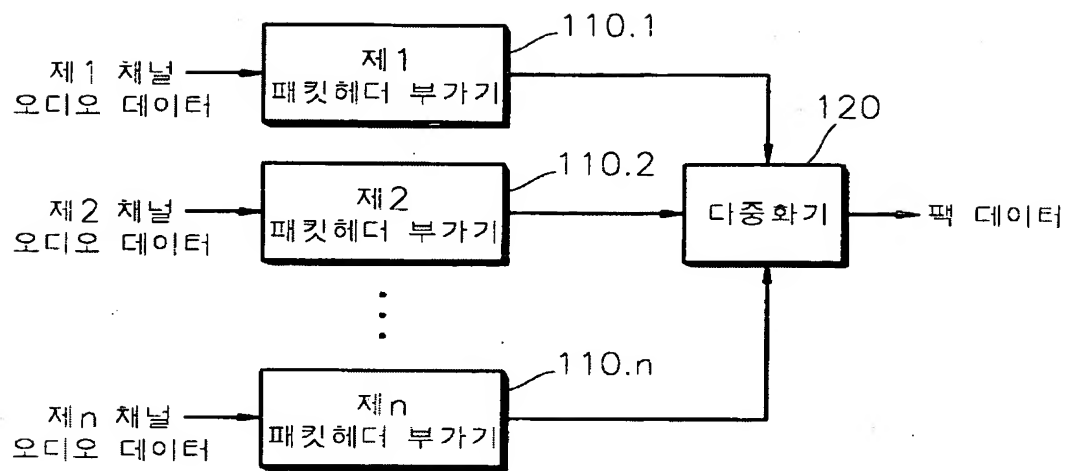 110.1
제1 채널
오디오 데이터
제1
패킷헤더 부가기
120
110.2
제2 채널
오디오 데이터
제2
패킷헤더 부가기
다중화기
팩 데이터
110.n
제n 채널
오디오 데이터
제n
패킷헤더 부가기